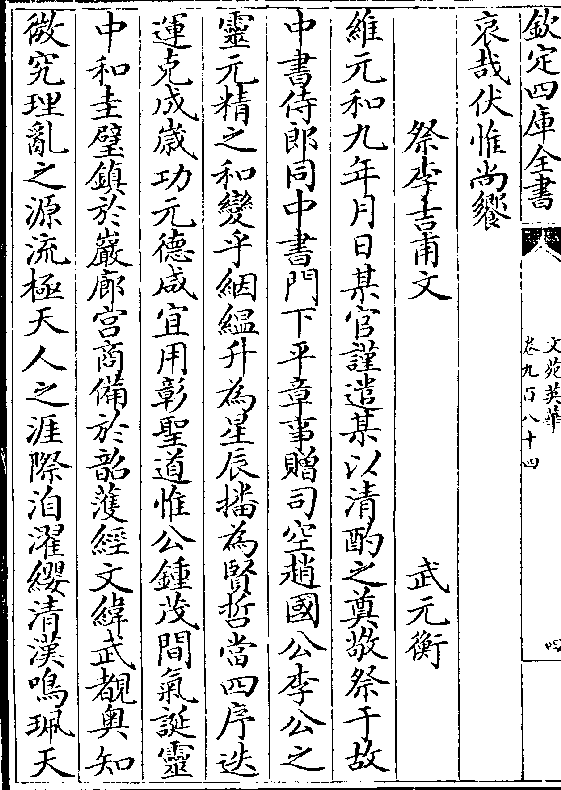 欽定四庫全書
文苑英華
卷九百八十四
哀哉伏惟尚饗
祭李吉甫文
武元衡
維元和九年月日某官謹遣某以清酌之奠敬祭于故
中書侍郎同中書門下平章事贈司空趙國公李公之
靈元精之和變乎絪緼升為星辰播為賢哲當四序迭
運克成嵗功元德咸宜用彰聖道惟公鍾茂間氣誕靈
中和圭璧鎮於巖廊宫商備於韶頀經文緯武覩奥知
微究理亂之源流極天人之涯際洎濯纓清漢鳴珮天